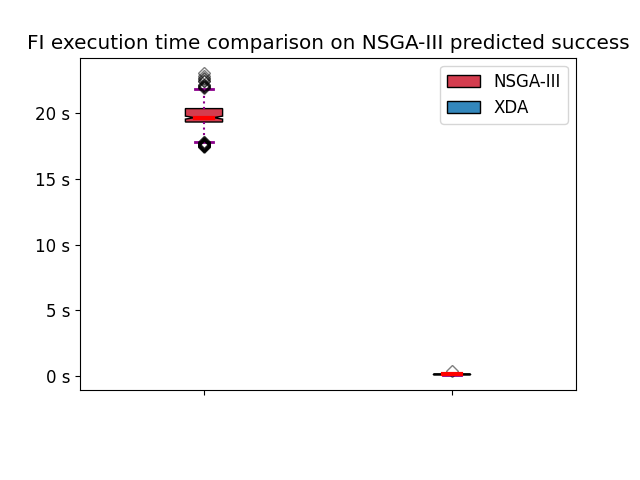 FI execution time comparison on NSGA-III predicted success
NSGA-III
XDA
20 s
15 s
10 s
5 s
0 s